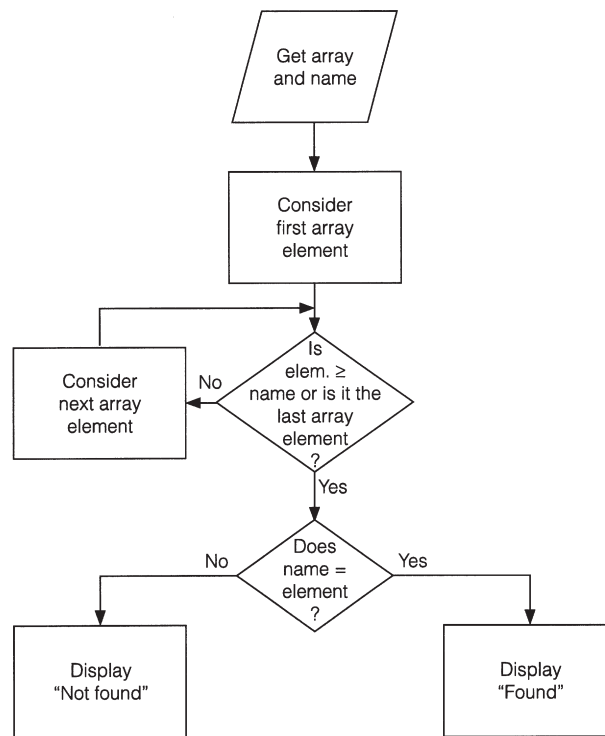 Get array
and name
Consider
first array
element
Is
elem. ≥
name or is it the
last array
element
?
No
Consider
next array
element
Yes
Does
name =
element
?
No
Yes
Display
“Not found”
Display
“Found”